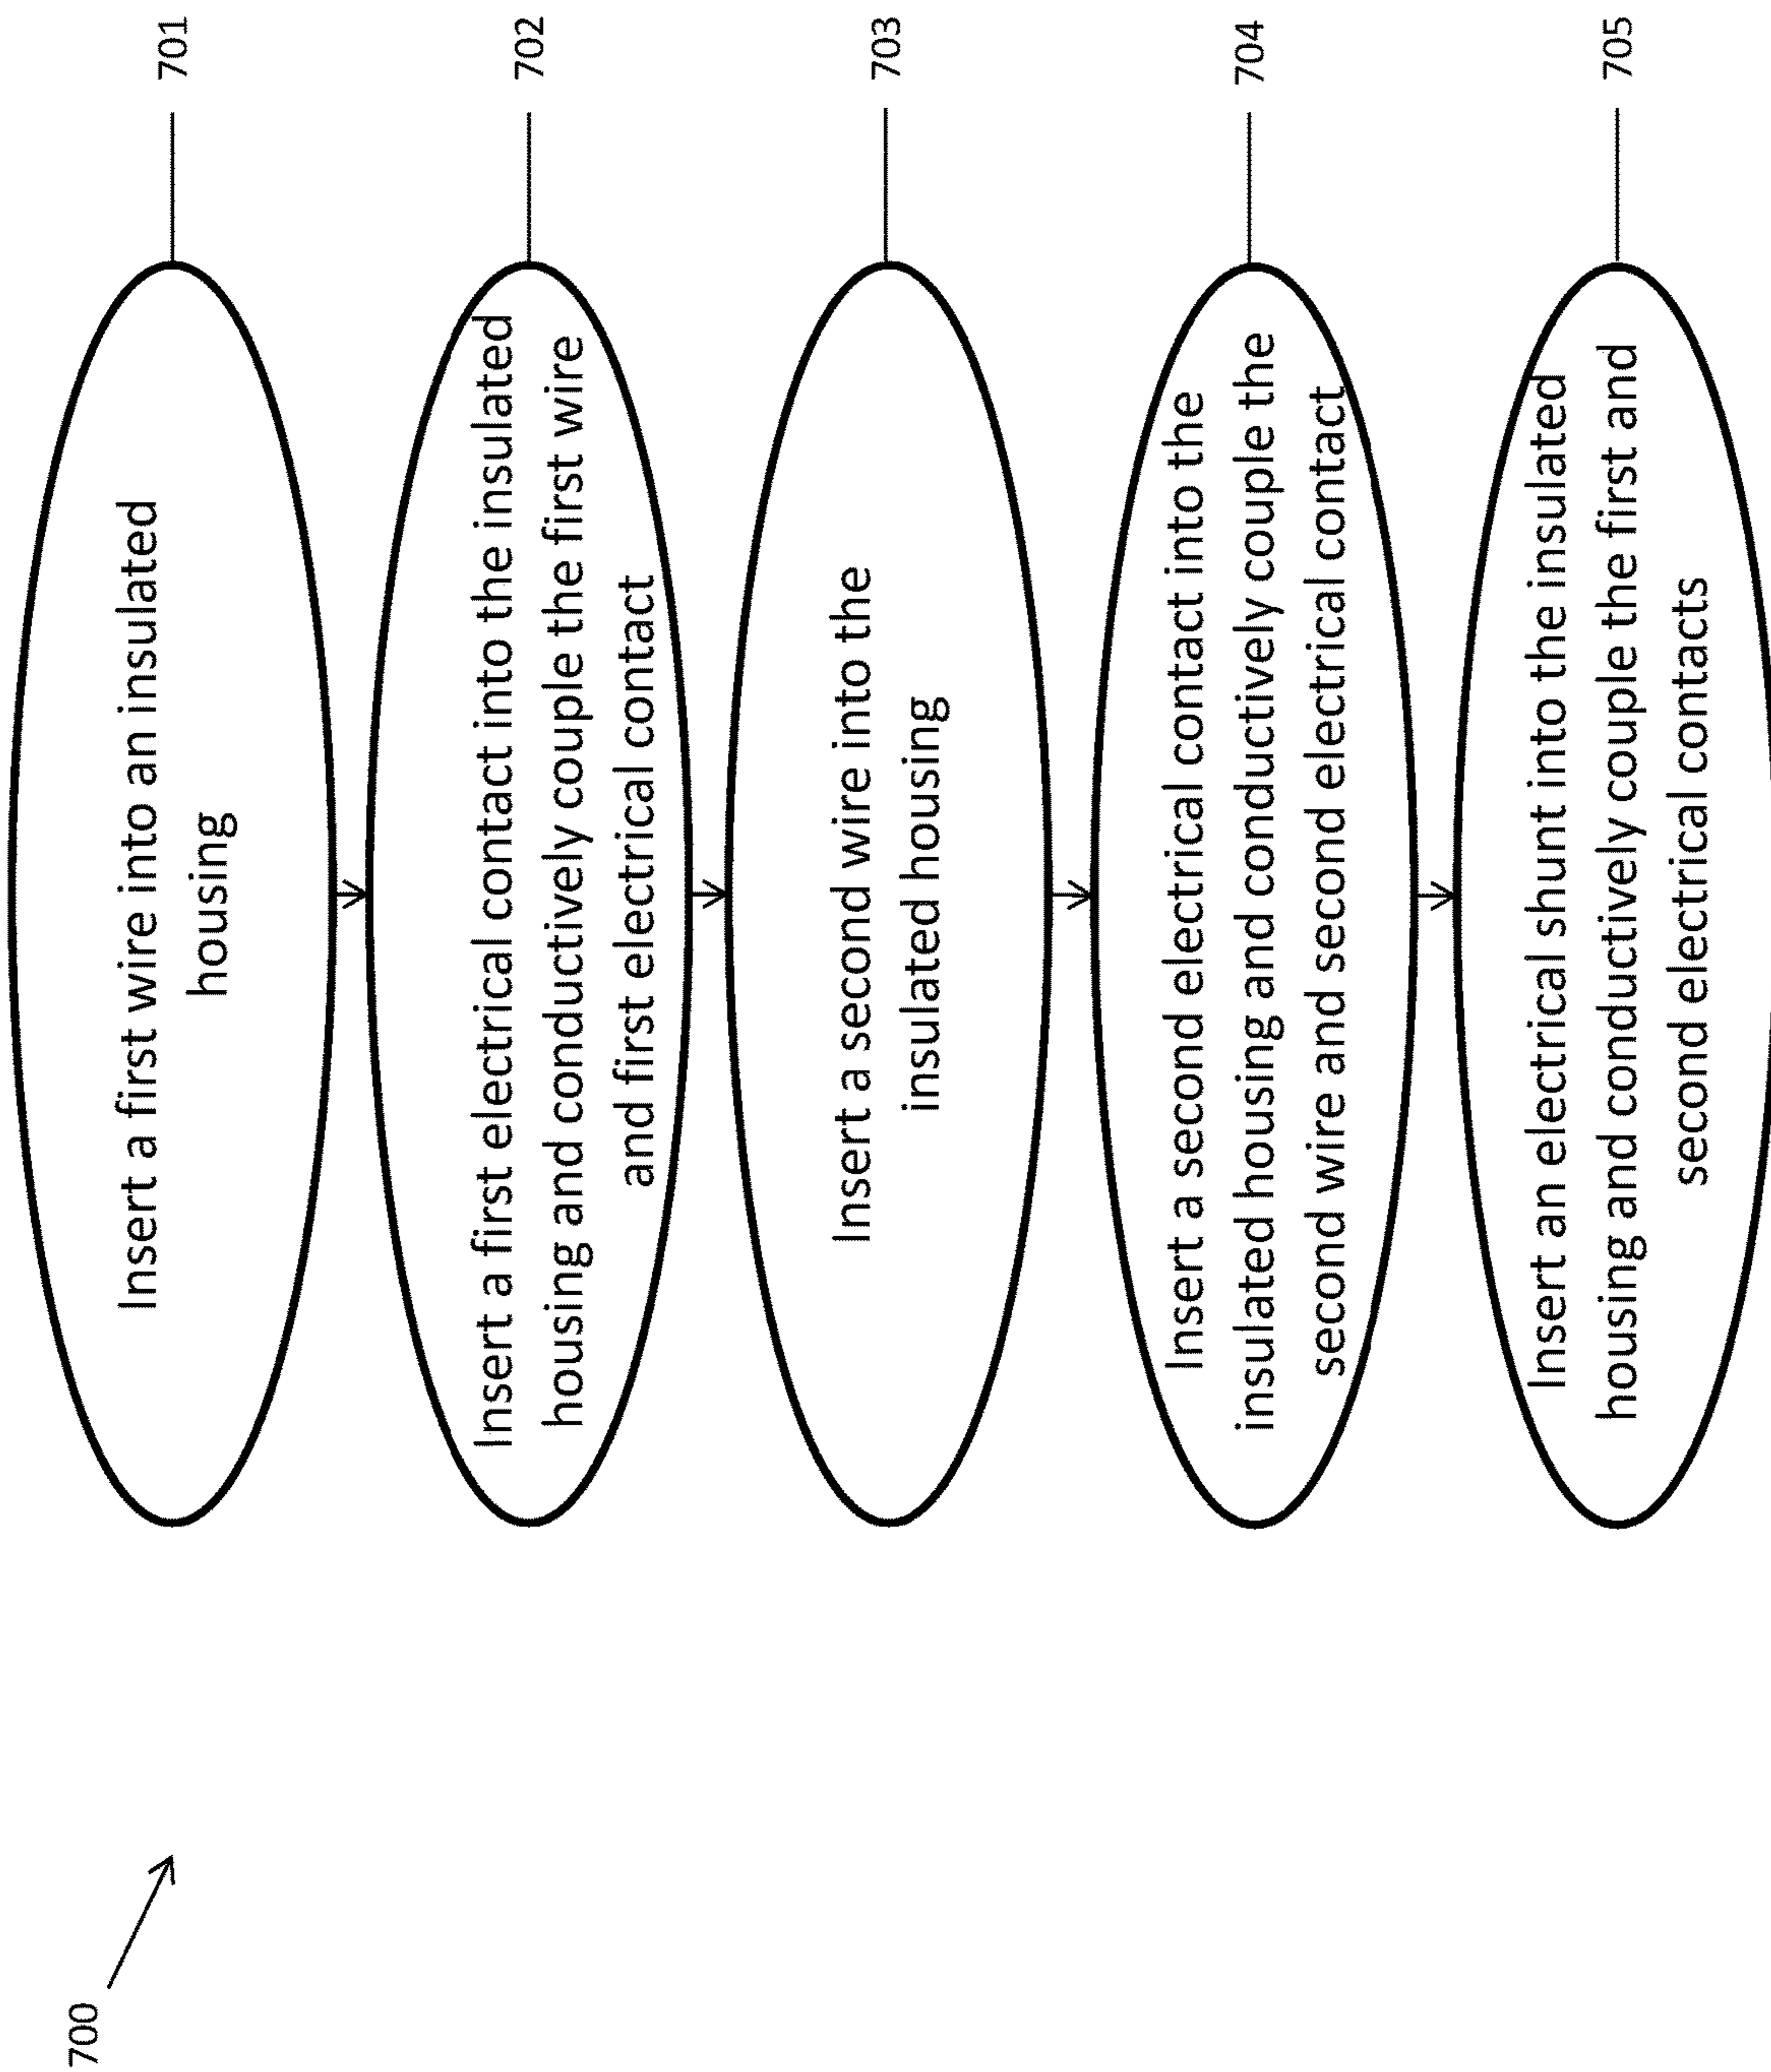 700
Insert a first wire into an insulated
housing
701
Insert a first electrical contact into the insulated
housing and conductively couple the first wire
and first electrical contact
702
Insert a second wire into the
insulated housing
703
Insert a second electrical contact into the
insulated housing and conductively couple the
second wire and second electrical contact
704
Insert an electrical shunt into the insulated
housing and conductively couple the first and
second electrical contacts
705